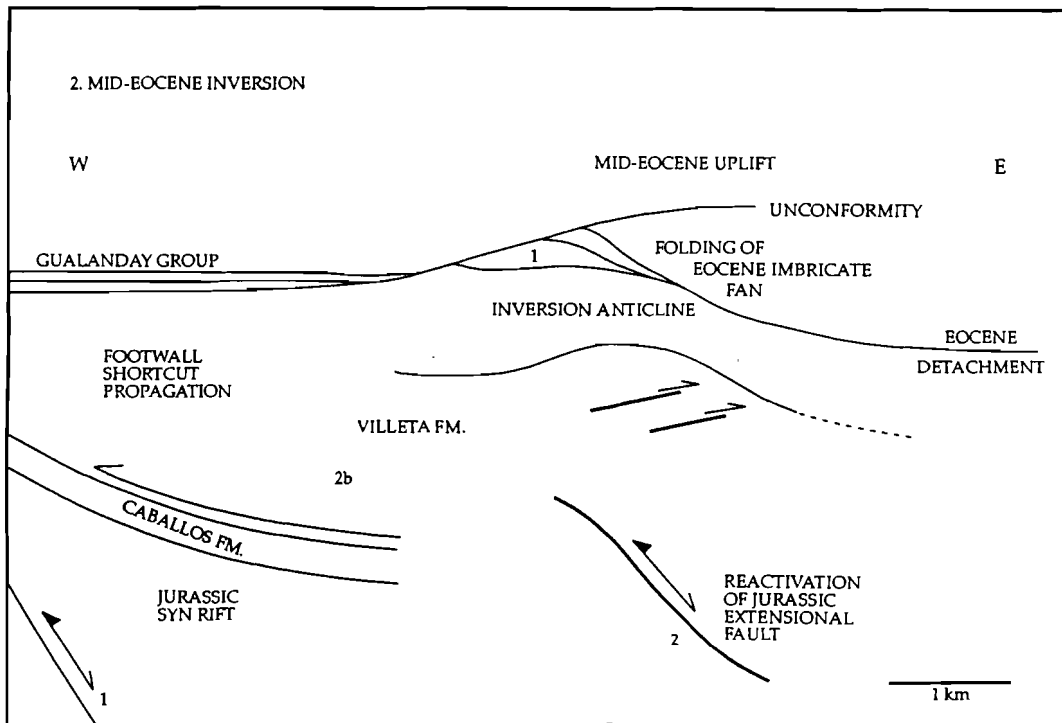 2. MID-EOCENE INVERSION
W
MID-EOCENE UPLIFT
E
UNCONFORMITY
GUALANDAY GROUP
1
FOLDING OF
EOCENE IMBRICATE
FAN
INVERSION ANTICLINE
EOCENE
DETACHMENT
FOOTWALL
SHORTCUT
PROPAGATION
VILLETA FM.
2b
CABALLOS FM.
JURASSIC
SYN RIFT
REACTIVATION
OF JURASSIC
EXTENSIONAL
FAULT
2
1
1 km